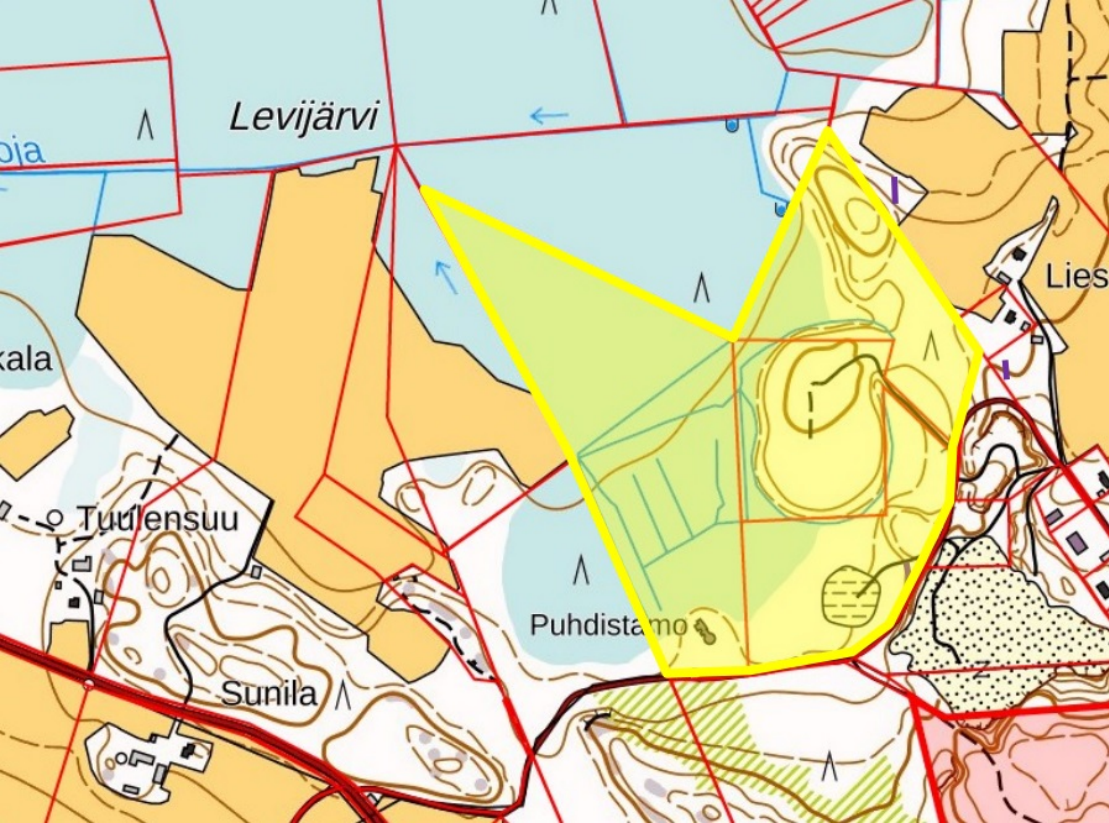 Levijärvi
oja
Lies
kala
Tuulensuu
Puhdistamo
Sunila